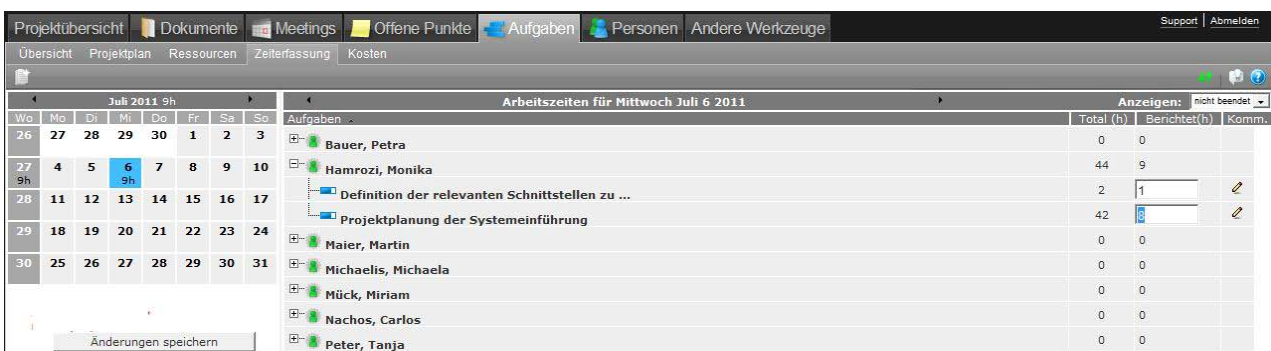 Support | Abmelden
Projektübersicht Dokumente Meetings Offene Punkte Aufgaben Personen Andere Werkzeuge
Übersicht Projektplan Ressourcen Zeiterfassung Kosten
Juli 2011 9h
Wo Mo Di Mi Do Fr Sa So
26 27 28 29 30 1 2 3
27 4 5 6 7 8 9 10
9h 9h
28 11 12 13 14 15 16 17
29 18 19 20 21 22 23 24
30 25 26 27 28 29 30 31
Änderungen speichern
Arbeitszeiten für Mittwoch Juli 6 2011 Anzeigen: nicht beendet
Aufgaben Total (h) Berichtet(h) Komm.
Bauer, Petra 0 0
Hamrozi, Monika 44 9
Definition der relevanten Schnittstellen zu ... 2 1
Projektplanung der Systemeinführung 42 8
Maier, Martin 0 0
Michaelis, Michaela 0 0
Mück, Miriam 0 0
Nachos, Carlos 0 0
Peter, Tanja 0 0